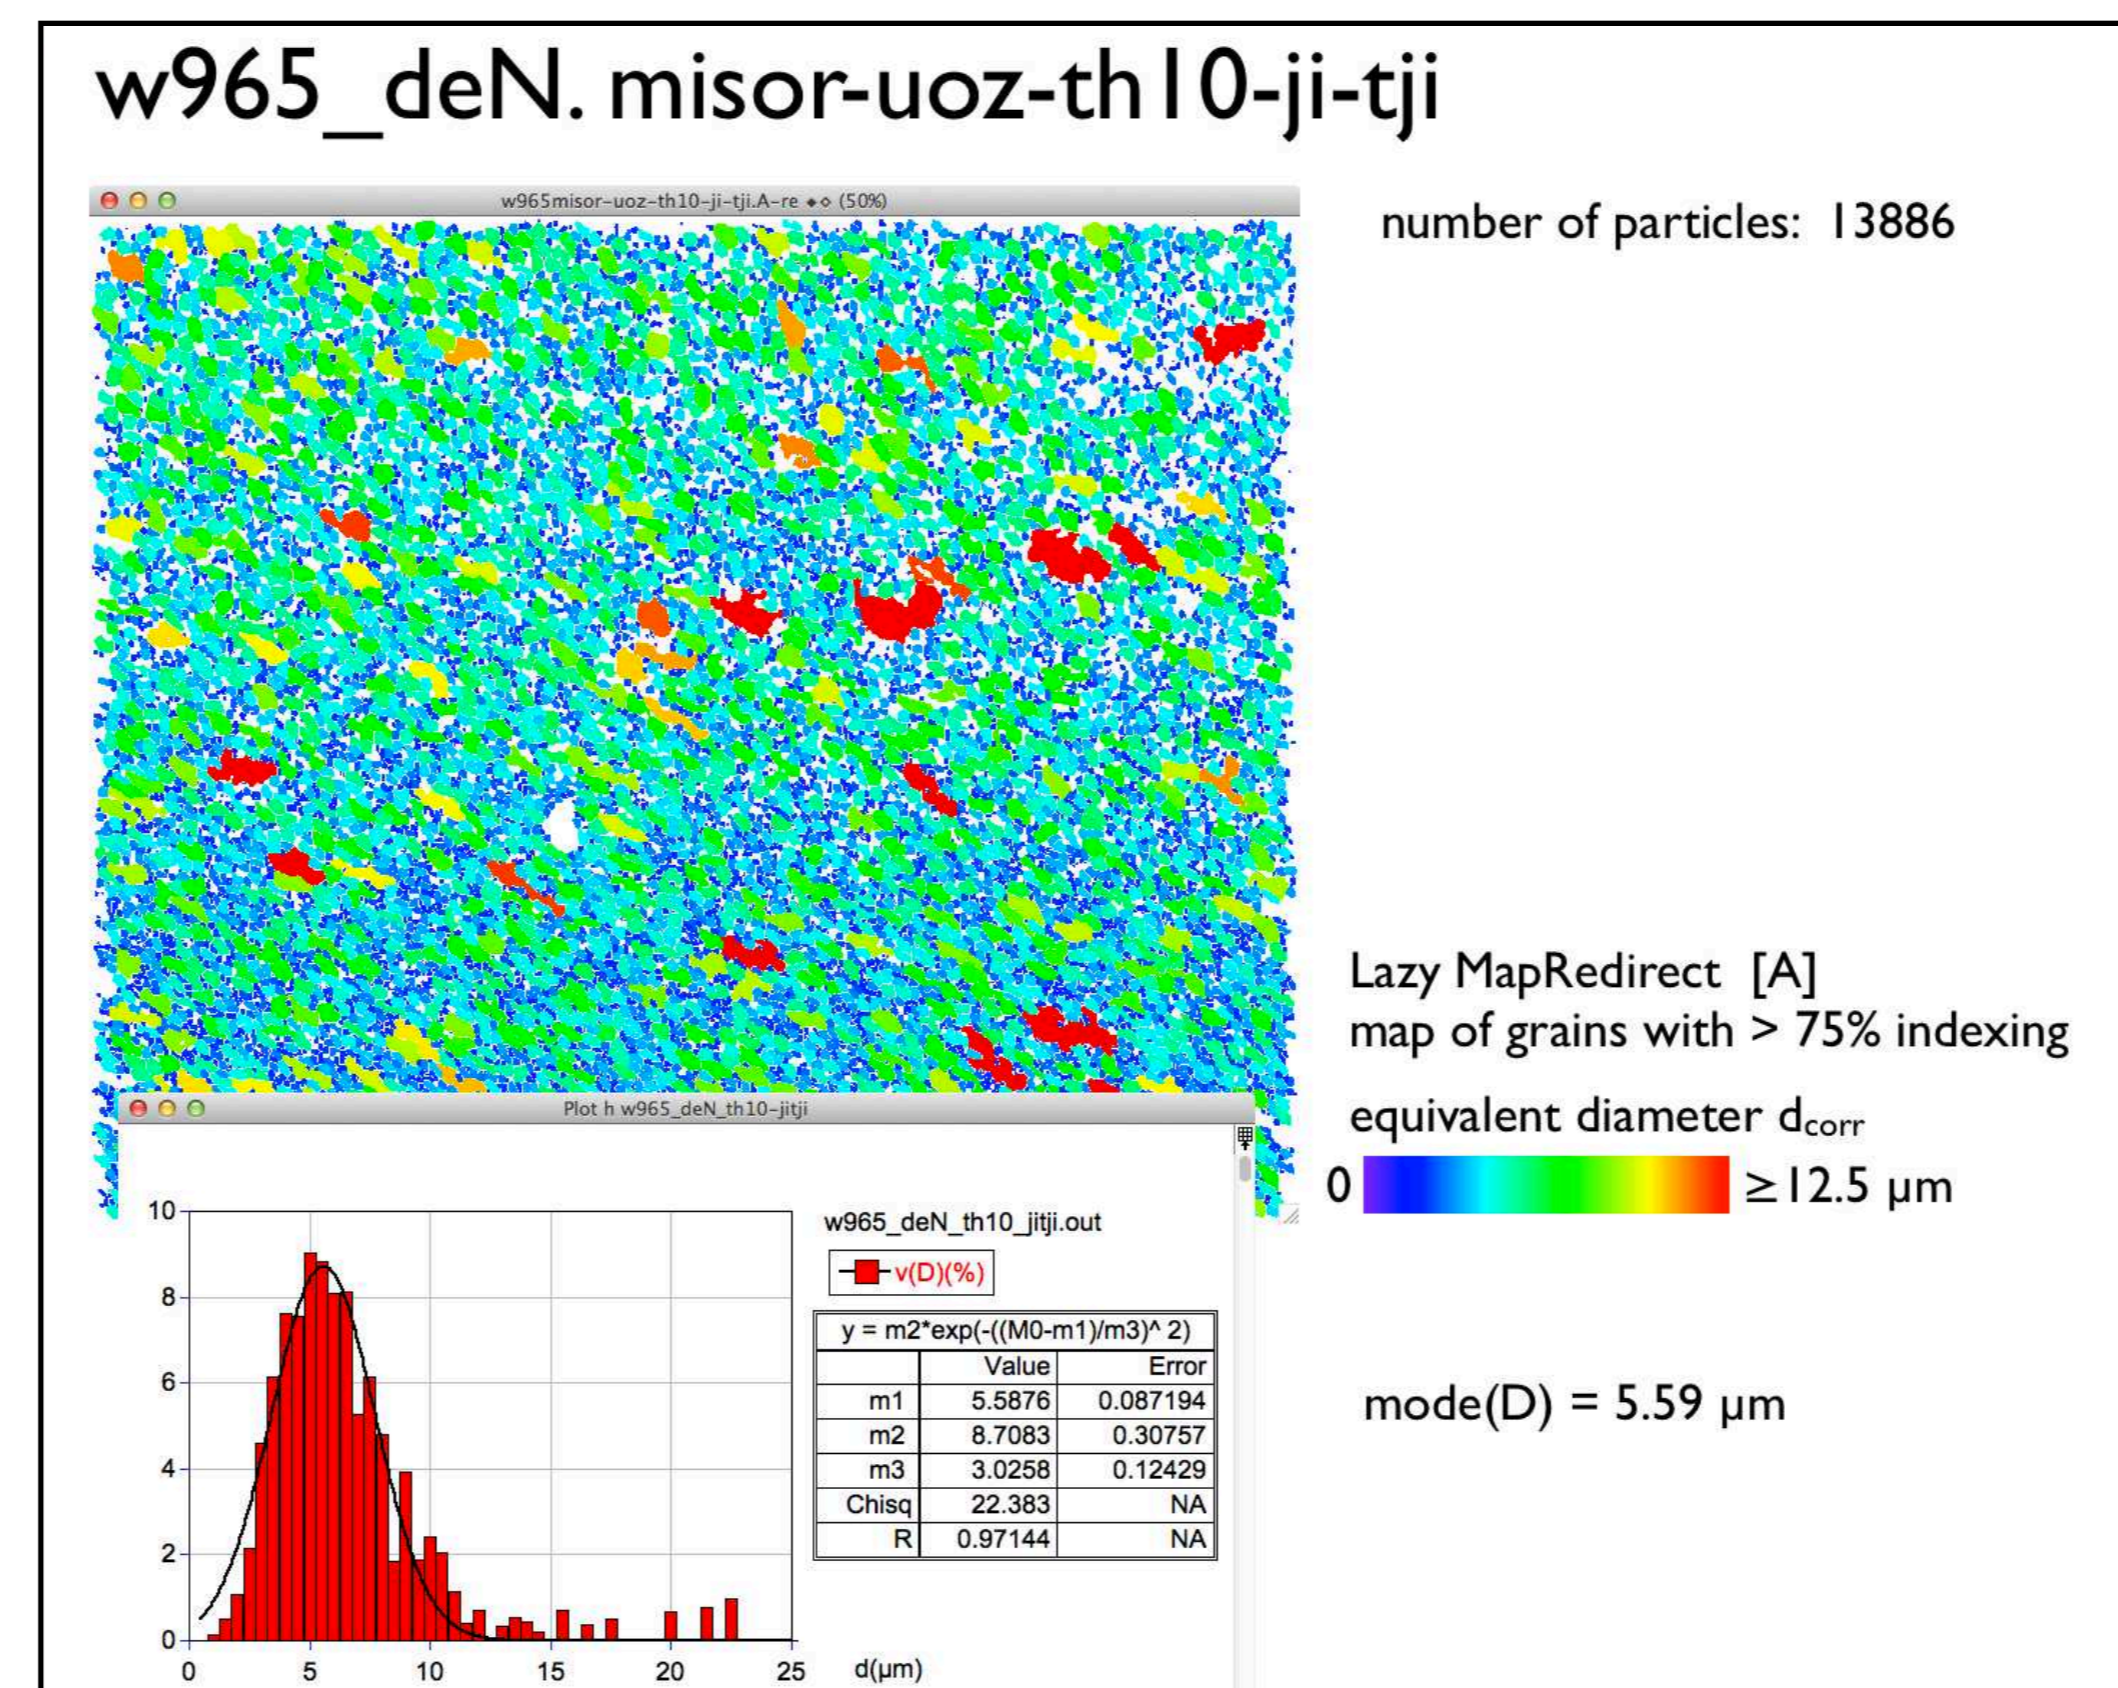 w965_deN. misor-uoz-th10-ji-tji
w965misor-uoz-th10-ji-tji.A-re ◆◇ (50%)
number of particles: 13886
Lazy MapRedirect [A]
map of grains with > 75% indexing
equivalent diameter dcorr
0 ≥12.5 µm
Plot h w965_deN_th10-jitji
w965_deN_th10_jitji.out
v(D)(%)
y = m2*exp(-((M0-m1)/m3)^ 2)
Value Error
m1 5.5876 0.087194
m2 8.7083 0.30757
m3 3.0258 0.12429
Chisq 22.383 NA
R 0.97144 NA
mode(D) = 5.59 µm
10
8
6
4
2
0
0 5 10 15 20 25 d(µm)